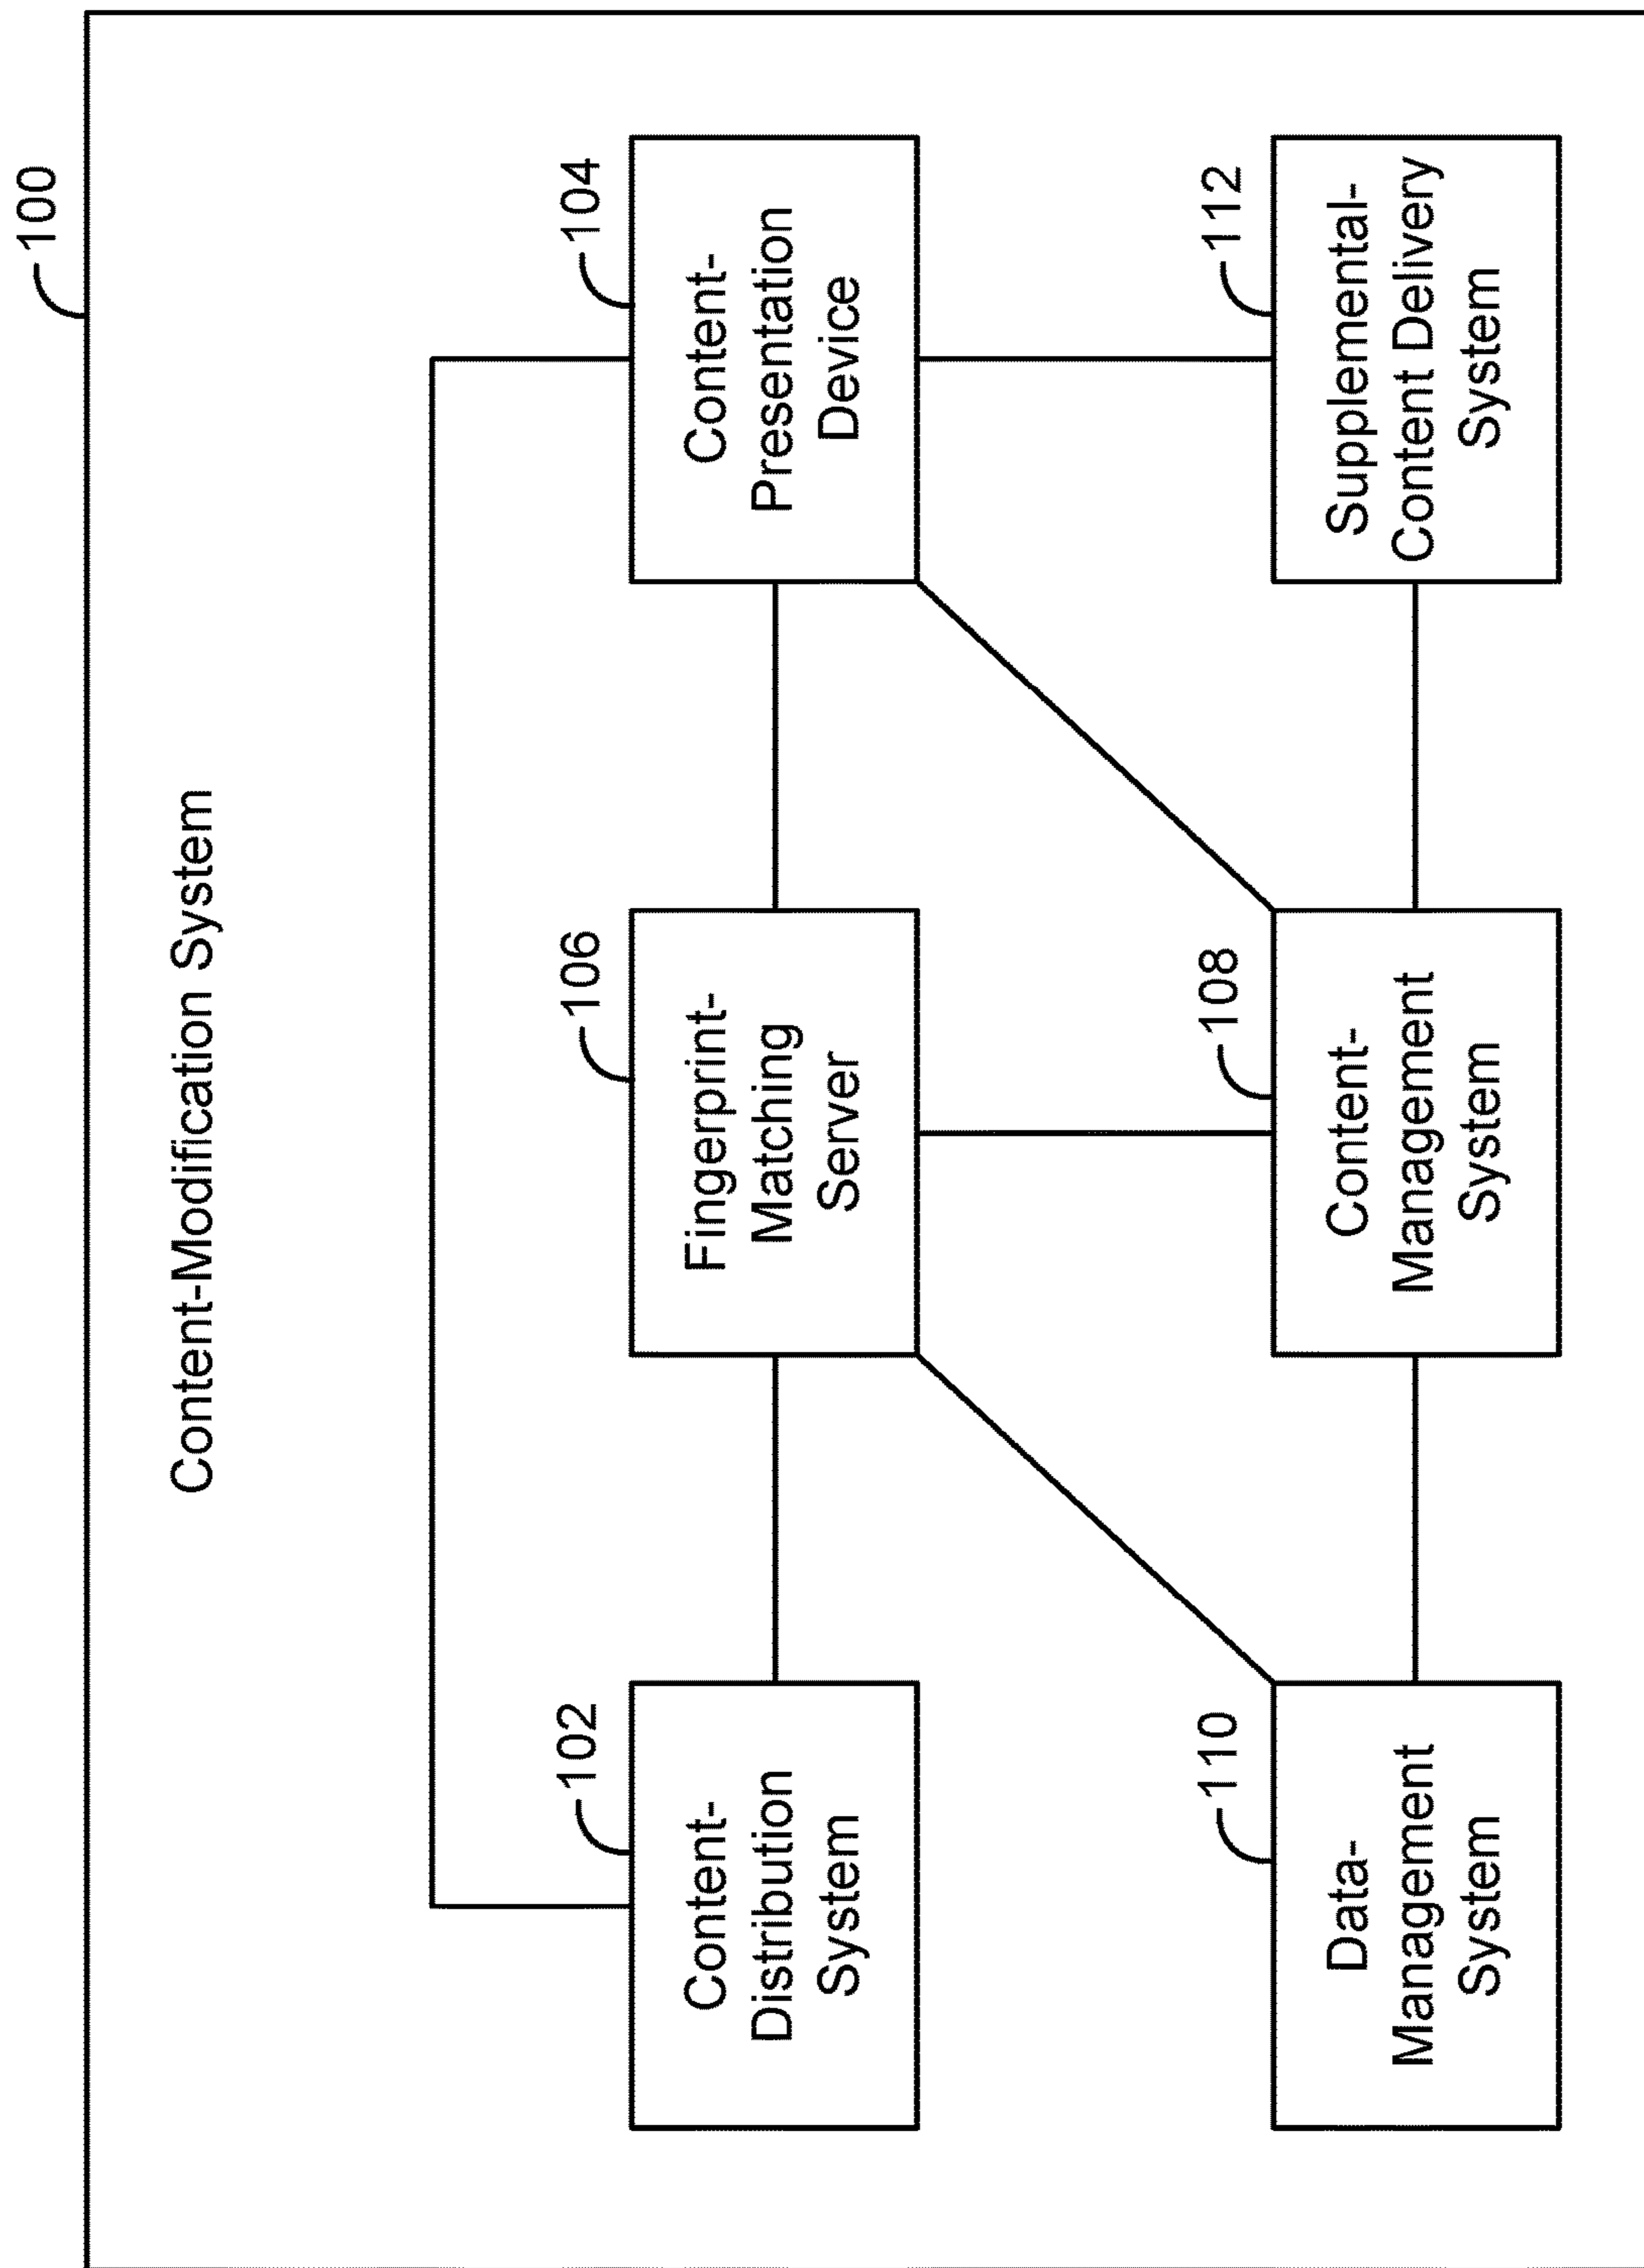 100
Content-Modification System
102
Content-
Distribution
System
106
Fingerprint-
Matching
Server
104
Content-
Presentation
Device
110
Data-
Management
System
108
Content-
Management
System
112
Supplemental-
Content Delivery
System